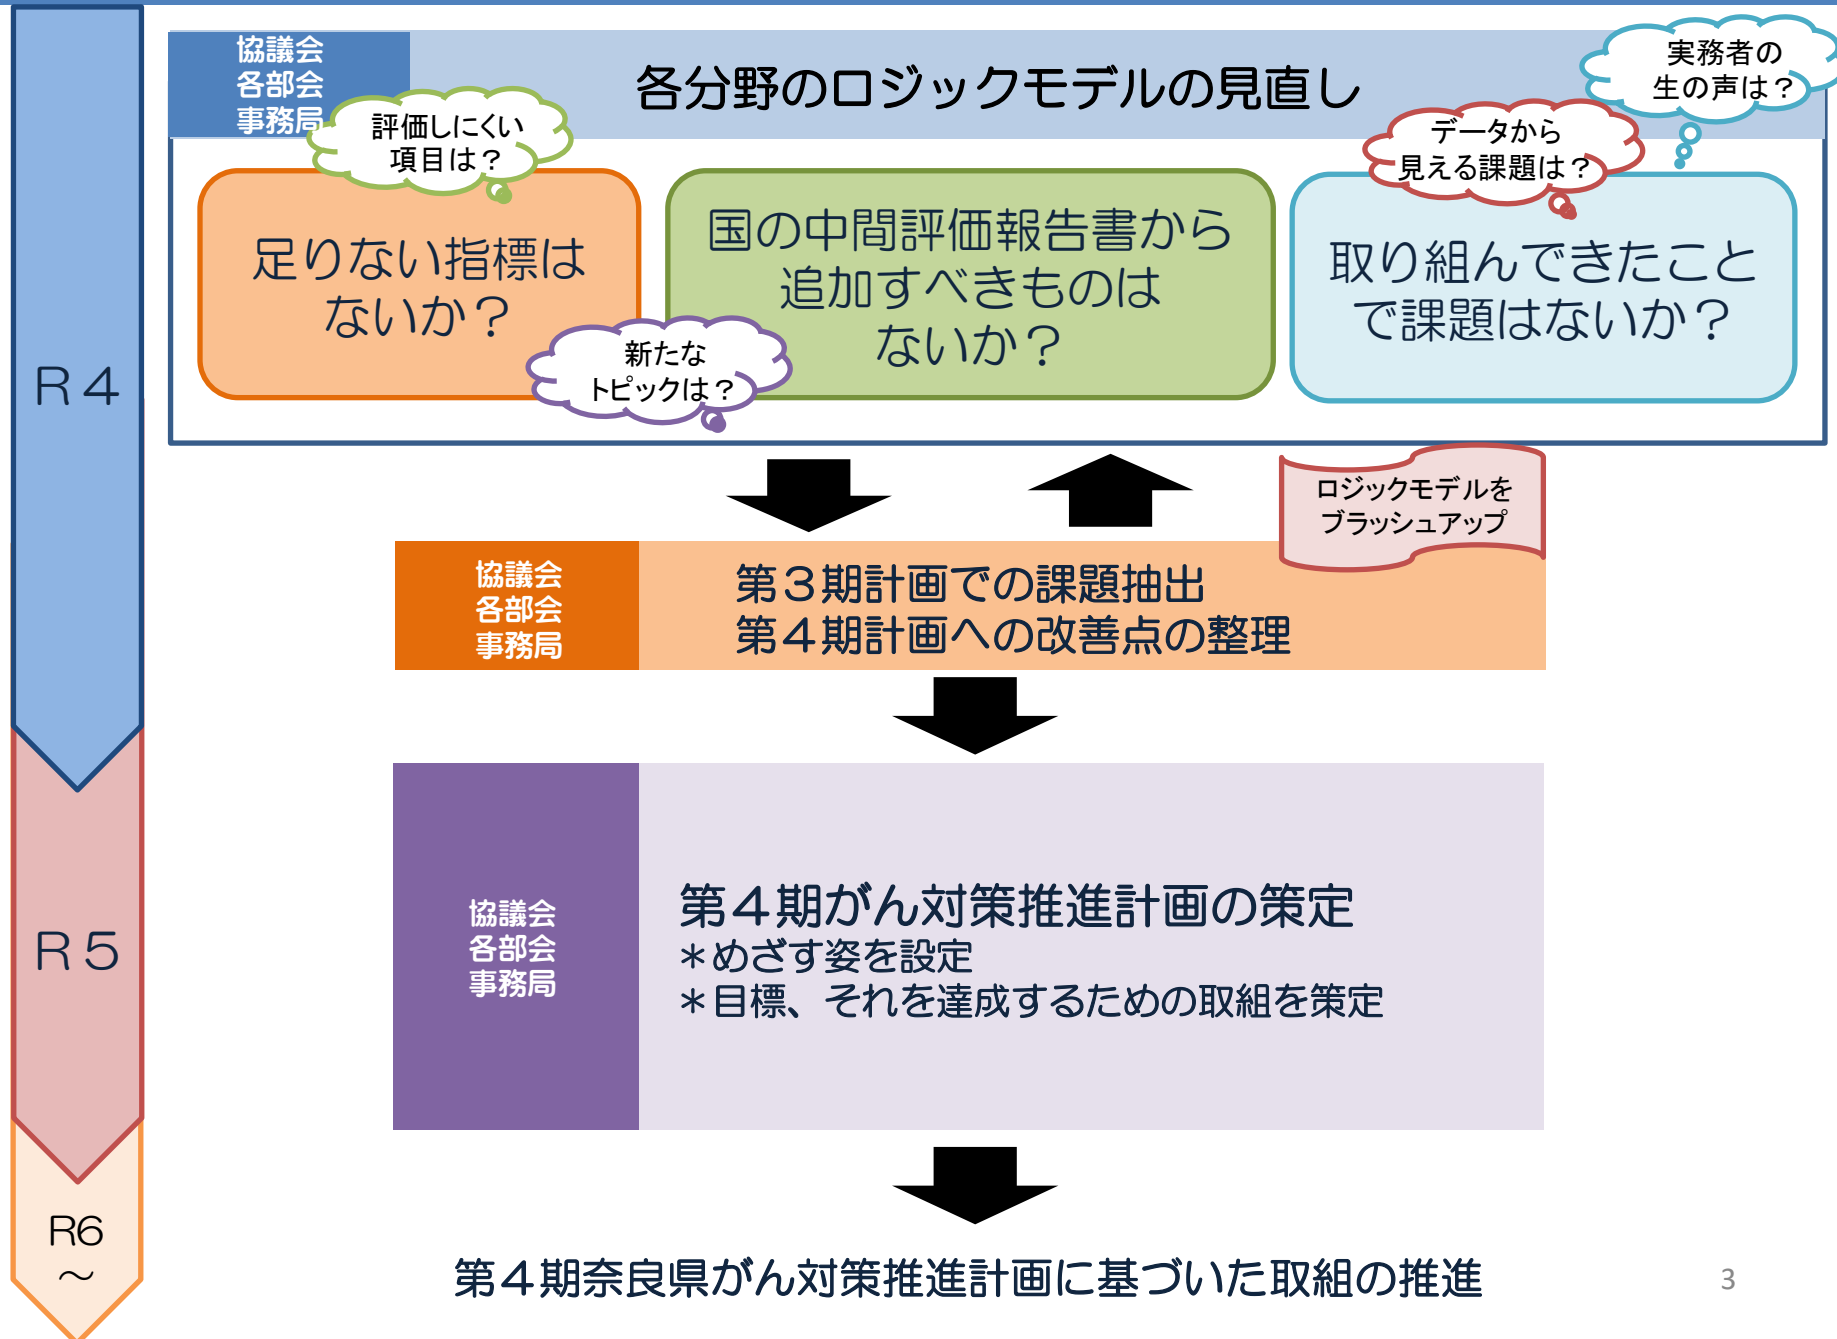 R４
R５
R6
～
協議会
各部会
事務局
各分野のロジックモデルの見直し
評価しにくい
項目は？
データから
見える課題は？
実務者の
生の声は？
足りない指標は
ないか？
新たな
トピックは？
国の中間評価報告書から
追加すべきものは
ないか？
取り組んできたこと
で課題はないか？
ロジックモデルを
ブラッシュアップ
協議会
各部会
事務局
第３期計画での課題抽出
第４期計画への改善点の整理
協議会
各部会
事務局
第４期がん対策推進計画の策定
＊めざす姿を設定
＊目標、それを達成するための取組を策定
第４期奈良県がん対策推進計画に基づいた取組の推進
3